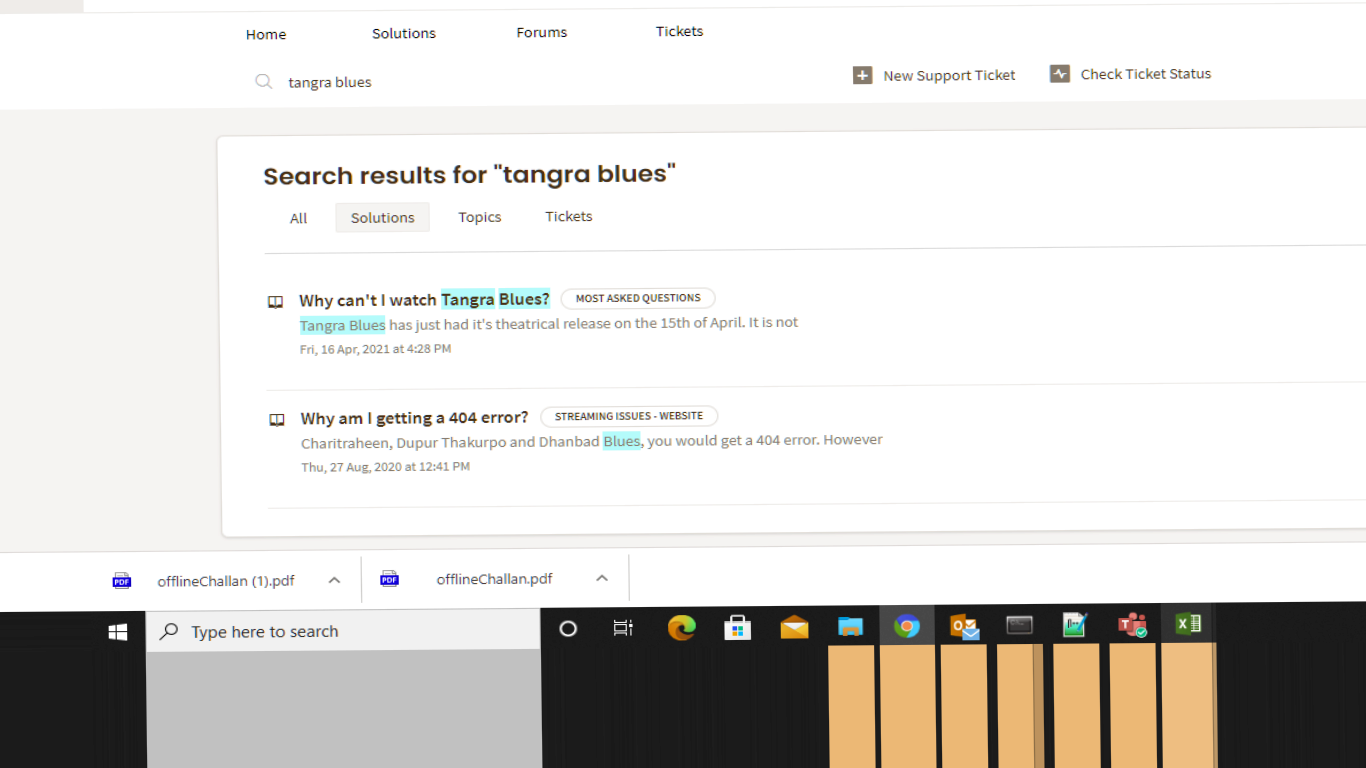 Home Solutions Forums Tickets
tangra blues
New Support Ticket Check Ticket Status
Search results for "tangra blues"
All Solutions Topics Tickets
Why can't I watch Tangra Blues? MOST ASKED QUESTIONS
Tangra Blues has just had it's theatrical release on the 15th of April. It is not
Fri, 16 Apr, 2021 at 4:28 PM
Why am I getting a 404 error? STREAMING ISSUES - WEBSITE
Charitraheen, Dupur Thakurpo and Dhanbad Blues, you would get a 404 error. However
Thu, 27 Aug, 2020 at 12:41 PM
PDF offlineChallan (1).pdf PDF offlineChallan.pdf
Type here to search